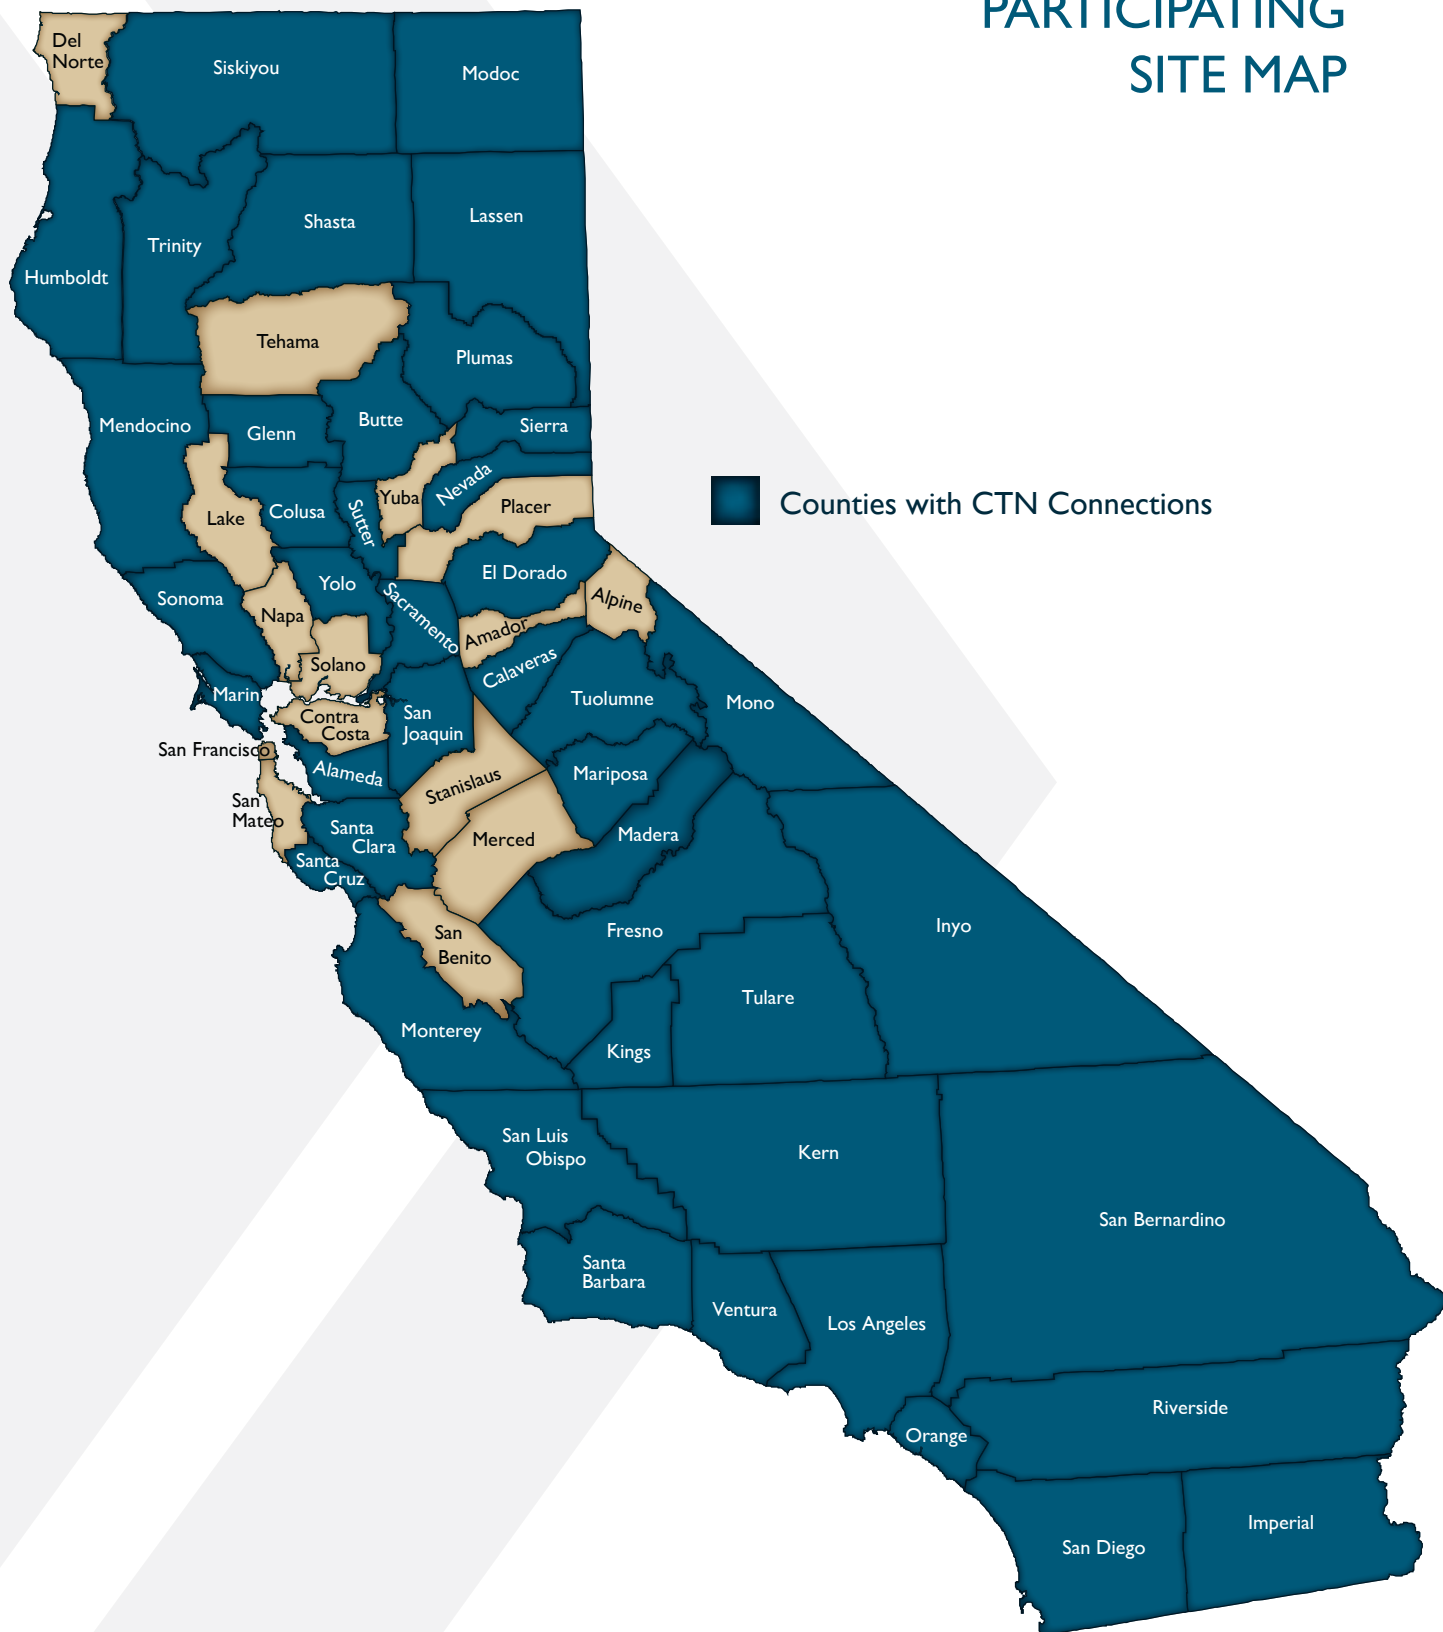 PARTICIPATING
SITE MAP
Del
Norte
Siskiyou
Modoc
Humboldt
Trinity
Shasta
Lassen
Tehama
Plumas
Mendocino
Glenn
Butte
Sierra
Lake
Colusa
Sutter
Yuba
Nevada
Placer
Counties with CTN Connections
Sonoma
Napa
Yolo
Sacramento
El Dorado
Alpine
Amador
Solano
Calaveras
Marin
Contra
Costa
San
Joaquin
Tuolumne
Mono
San Francisco
Alameda
Stanislaus
Mariposa
San
Mateo
Santa
Clara
Merced
Madera
Santa
Cruz
San
Benito
Fresno
Inyo
Monterey
Kings
Tulare
San Luis
Obispo
Kern
San Bernardino
Santa
Barbara
Ventura
Los Angeles
Riverside
Orange
San Diego
Imperial